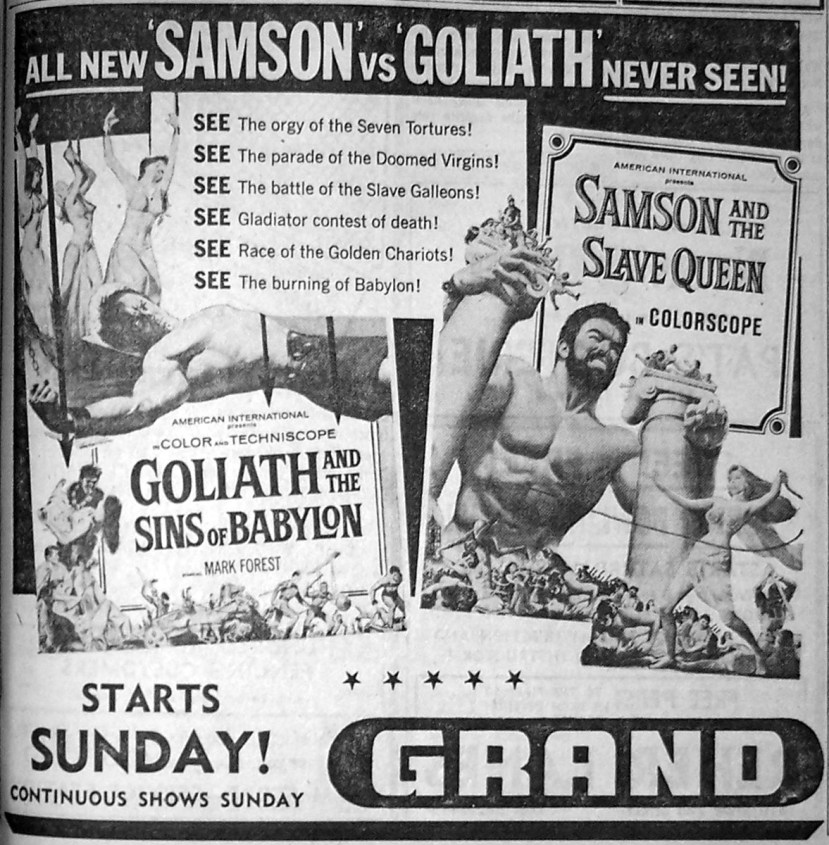 ALL NEW 'SAMSON' VS 'GOLIATH' NEVER SEEN!
SEE The orgy of the Seven Tortures!
SEE The parade of the Doomed Virgins!
SEE The battle of the Slave Galleons!
SEE Gladiator contest of death!
SEE Race of the Golden Chariots!
SEE The burning of Babylon!
AMERICAN INTERNATIONAL
presents
SAMSON AND THE
SLAVE QUEEN
IN COLORSCOPE
AMERICAN INTERNATIONAL
presents
IN COLOR AND TECHNISCOPE
GOLIATH AND THE
SINS OF BABYLON
MARK FOREST
STARTS
SUNDAY!
CONTINUOUS SHOWS SUNDAY
GRAND